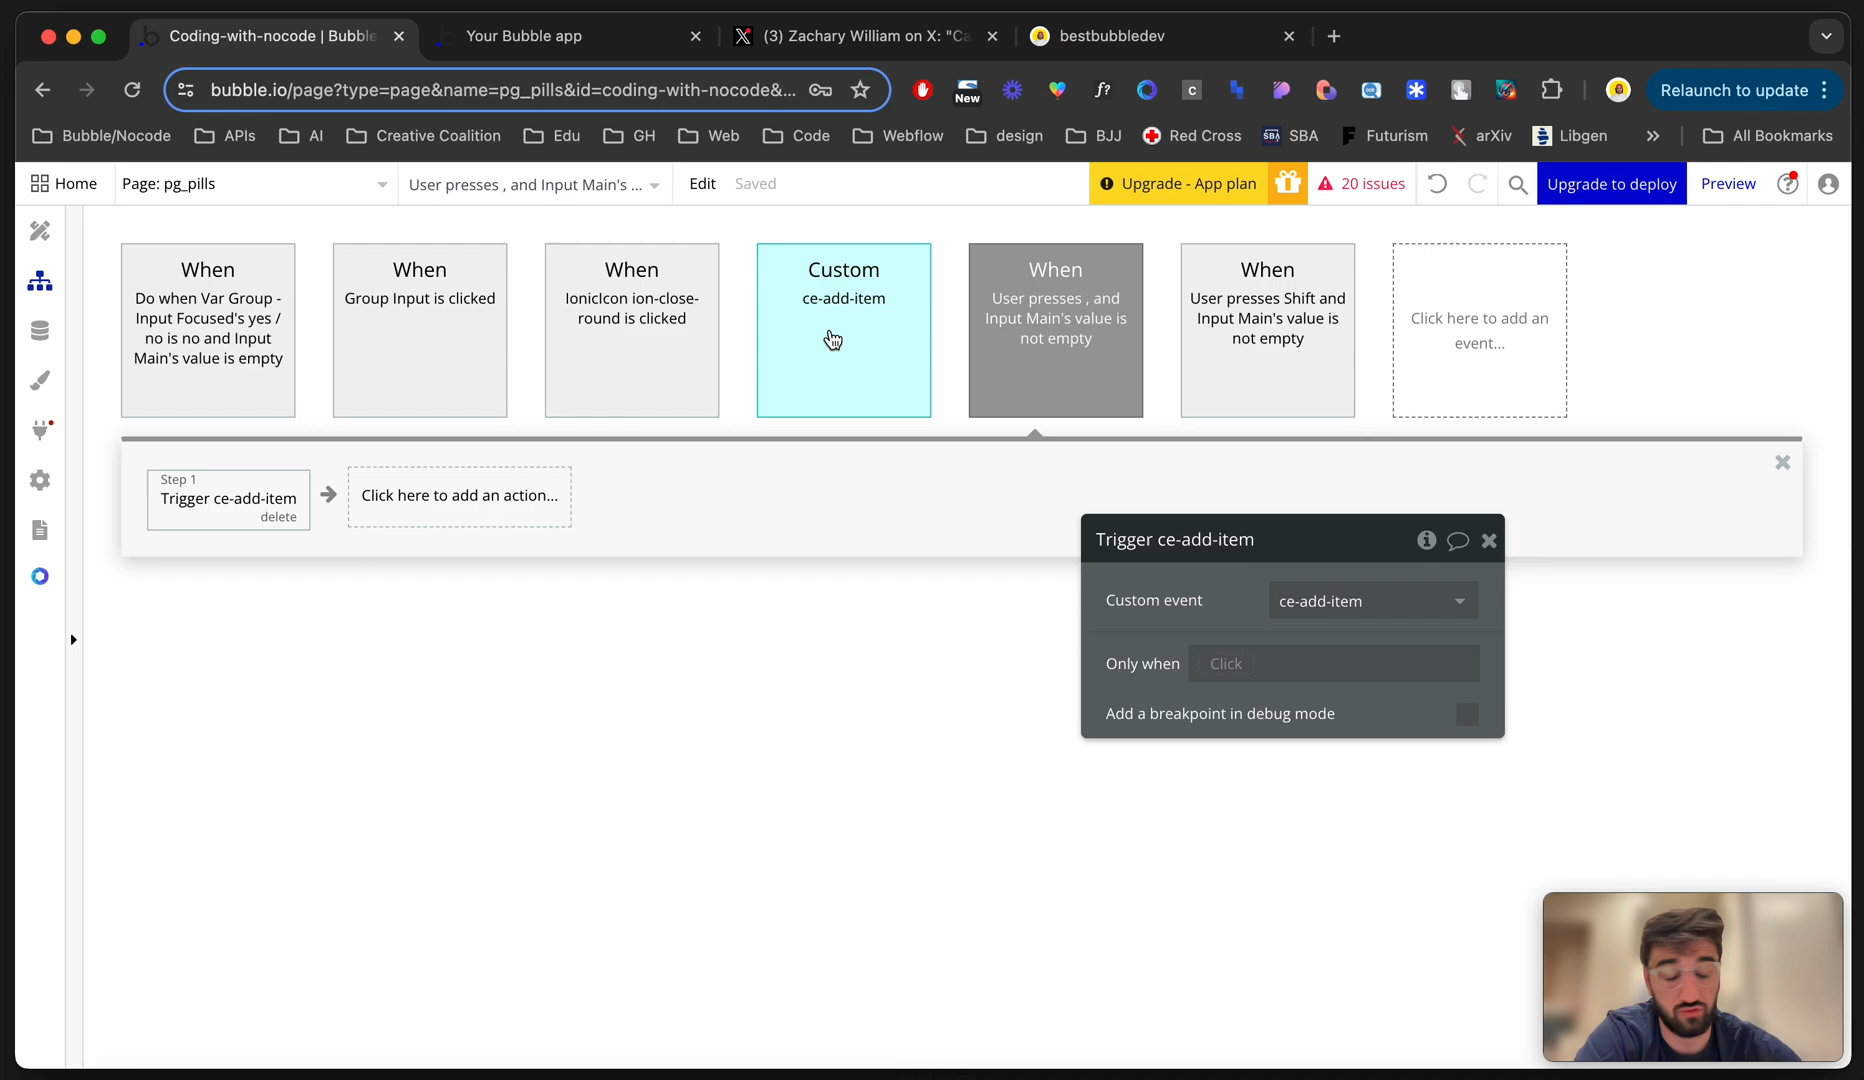 Coding-with-nocode | Bubble
Your Bubble app
(3) Zachary William on X: "Ca
bestbubbledev
bubble.io/page?type=page&name=pg_pills&id=coding-with-nocode&...
New
f?
C
Relaunch to update
Bubble/Nocode
APIs
AI
Creative Coalition
Edu
GH
Web
Code
Webflow
design
BJJ
Red Cross
SBA
SBA
Futurism
arXiv
Libgen
All Bookmarks
Home
Page: pg_pills
User presses , and Input Main's ...
Edit
Saved
Upgrade - App plan
20 issues
Upgrade to deploy
Preview
When
Do when Var Group -
Input Focused's yes /
no is no and Input
Main's value is empty
When
Group Input is clicked
When
IonicIcon ion-close-
round is clicked
Custom
ce-add-item
When
User presses , and
Input Main's value is
not empty
When
User presses Shift and
Input Main's value is
not empty
Click here to add an
event...
Step 1
Trigger ce-add-item
delete
Click here to add an action...
Trigger ce-add-item
Custom event
ce-add-item
Only when
Click
Add a breakpoint in debug mode